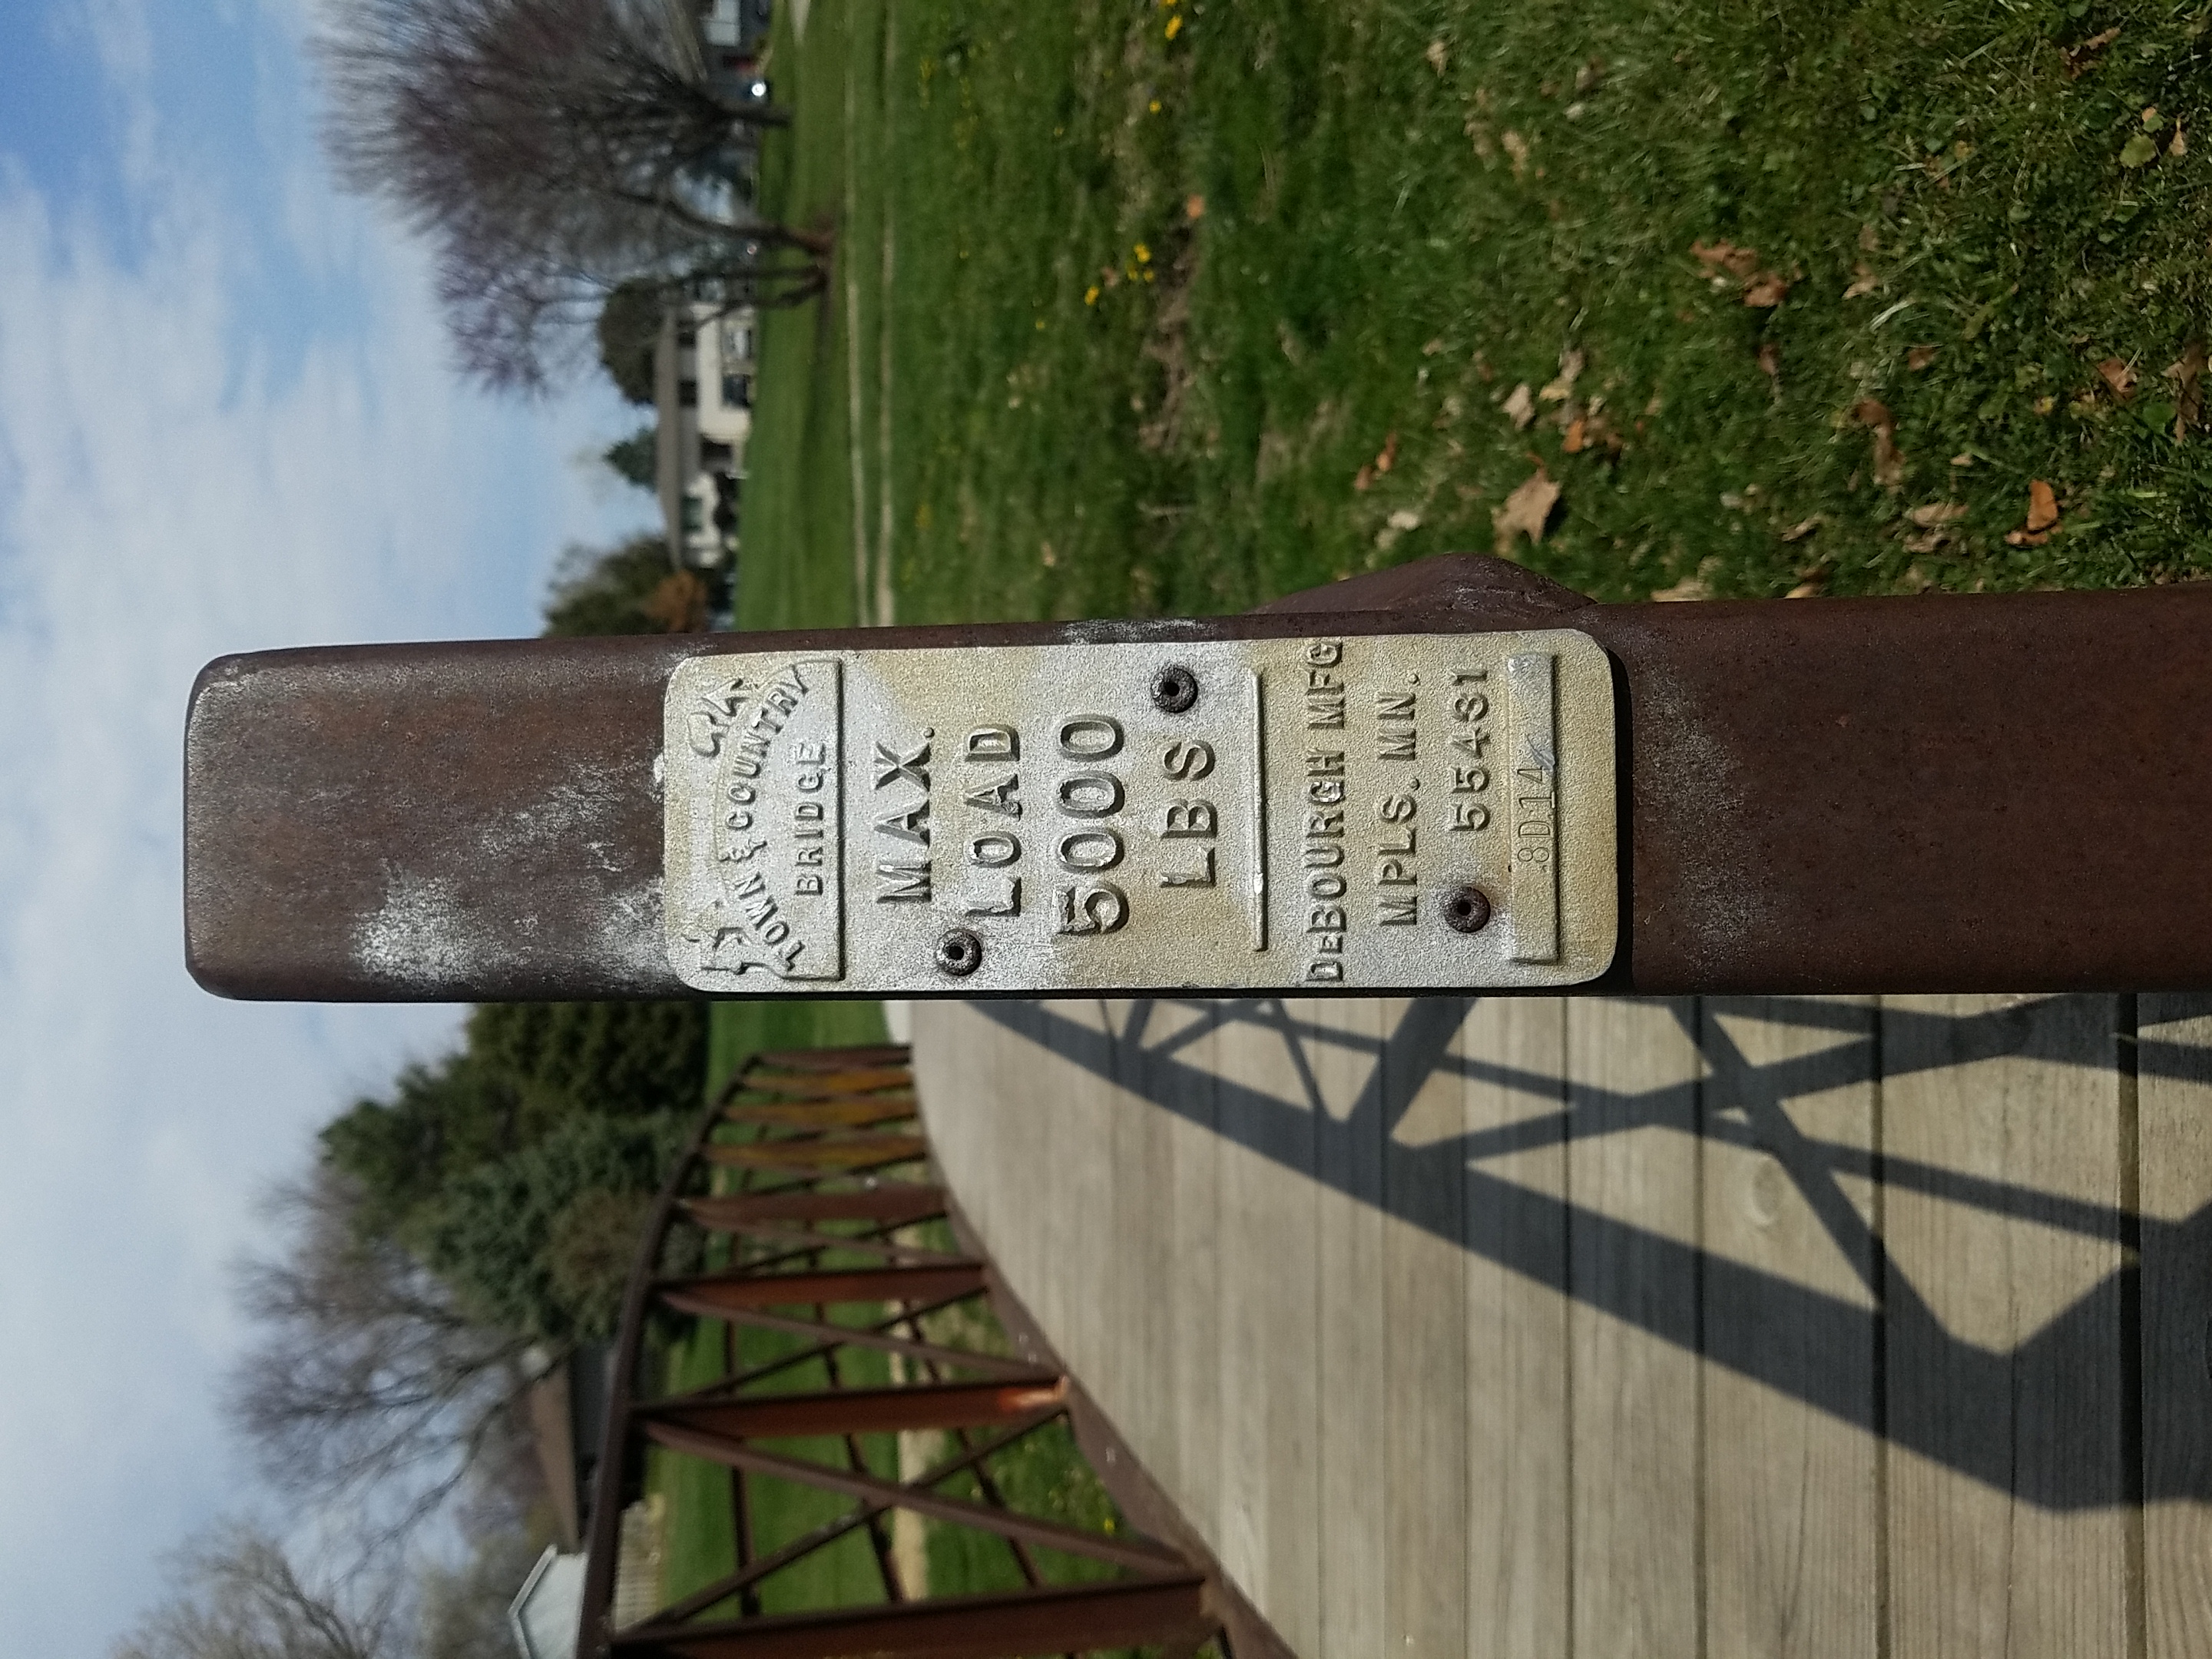 TOWN & COUNTRY
BRIDGE
MAX.
LOAD
5000
LBS
DEBOURGH MFG
MPLS. MN.
55431
8D14